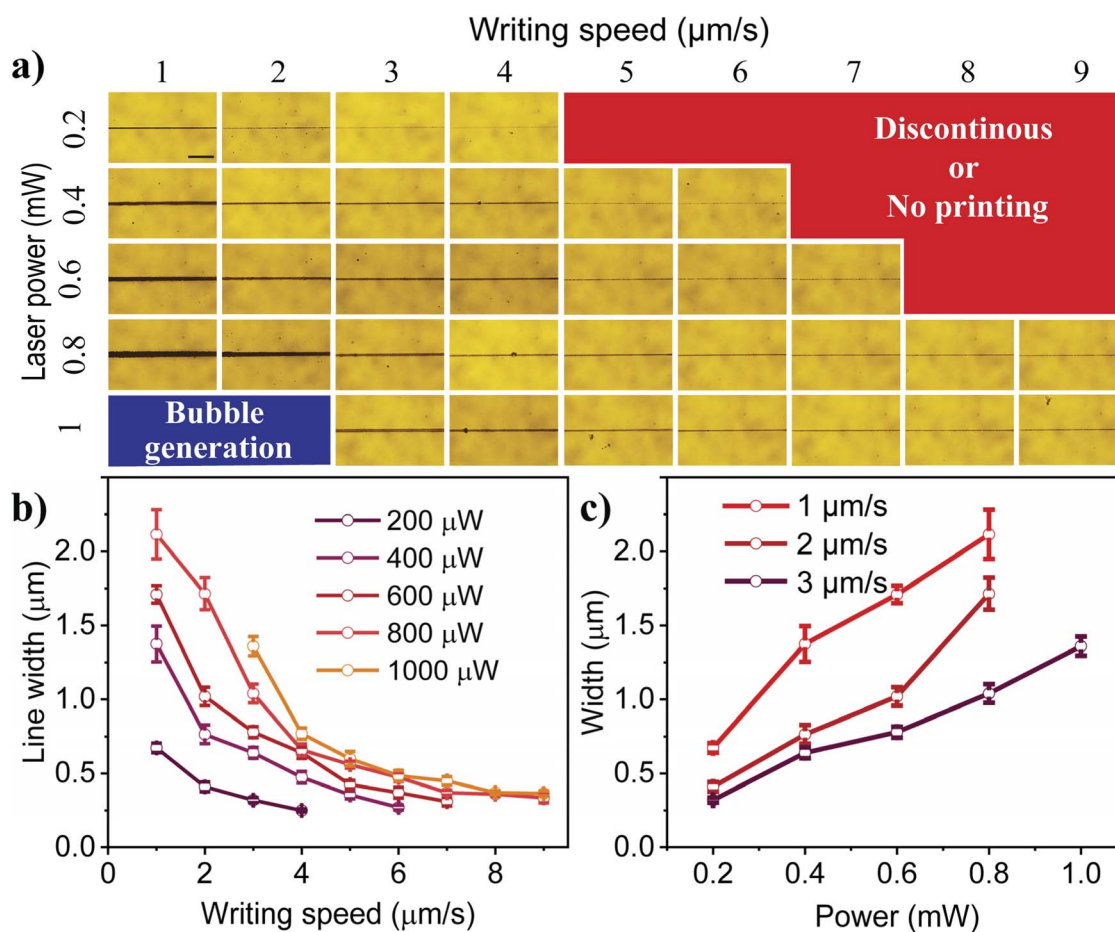 Writing speed (μm/s)
a)
1 2 3 4 5 6 7 8 9
Laser power (mW)
0.2
0.4
0.6
0.8
1
Discontinous
or
No printing
Bubble
generation
b)
Line width (μm)
2.0
1.5
1.0
0.5
0.0
0 2 4 6 8
Writing speed (μm/s)
200 μW
400 μW
600 μW
800 μW
1000 μW
c)
Width (μm)
2.0
1.5
1.0
0.5
0.0
0.2 0.4 0.6 0.8 1.0
Power (mW)
1 μm/s
2 μm/s
3 μm/s